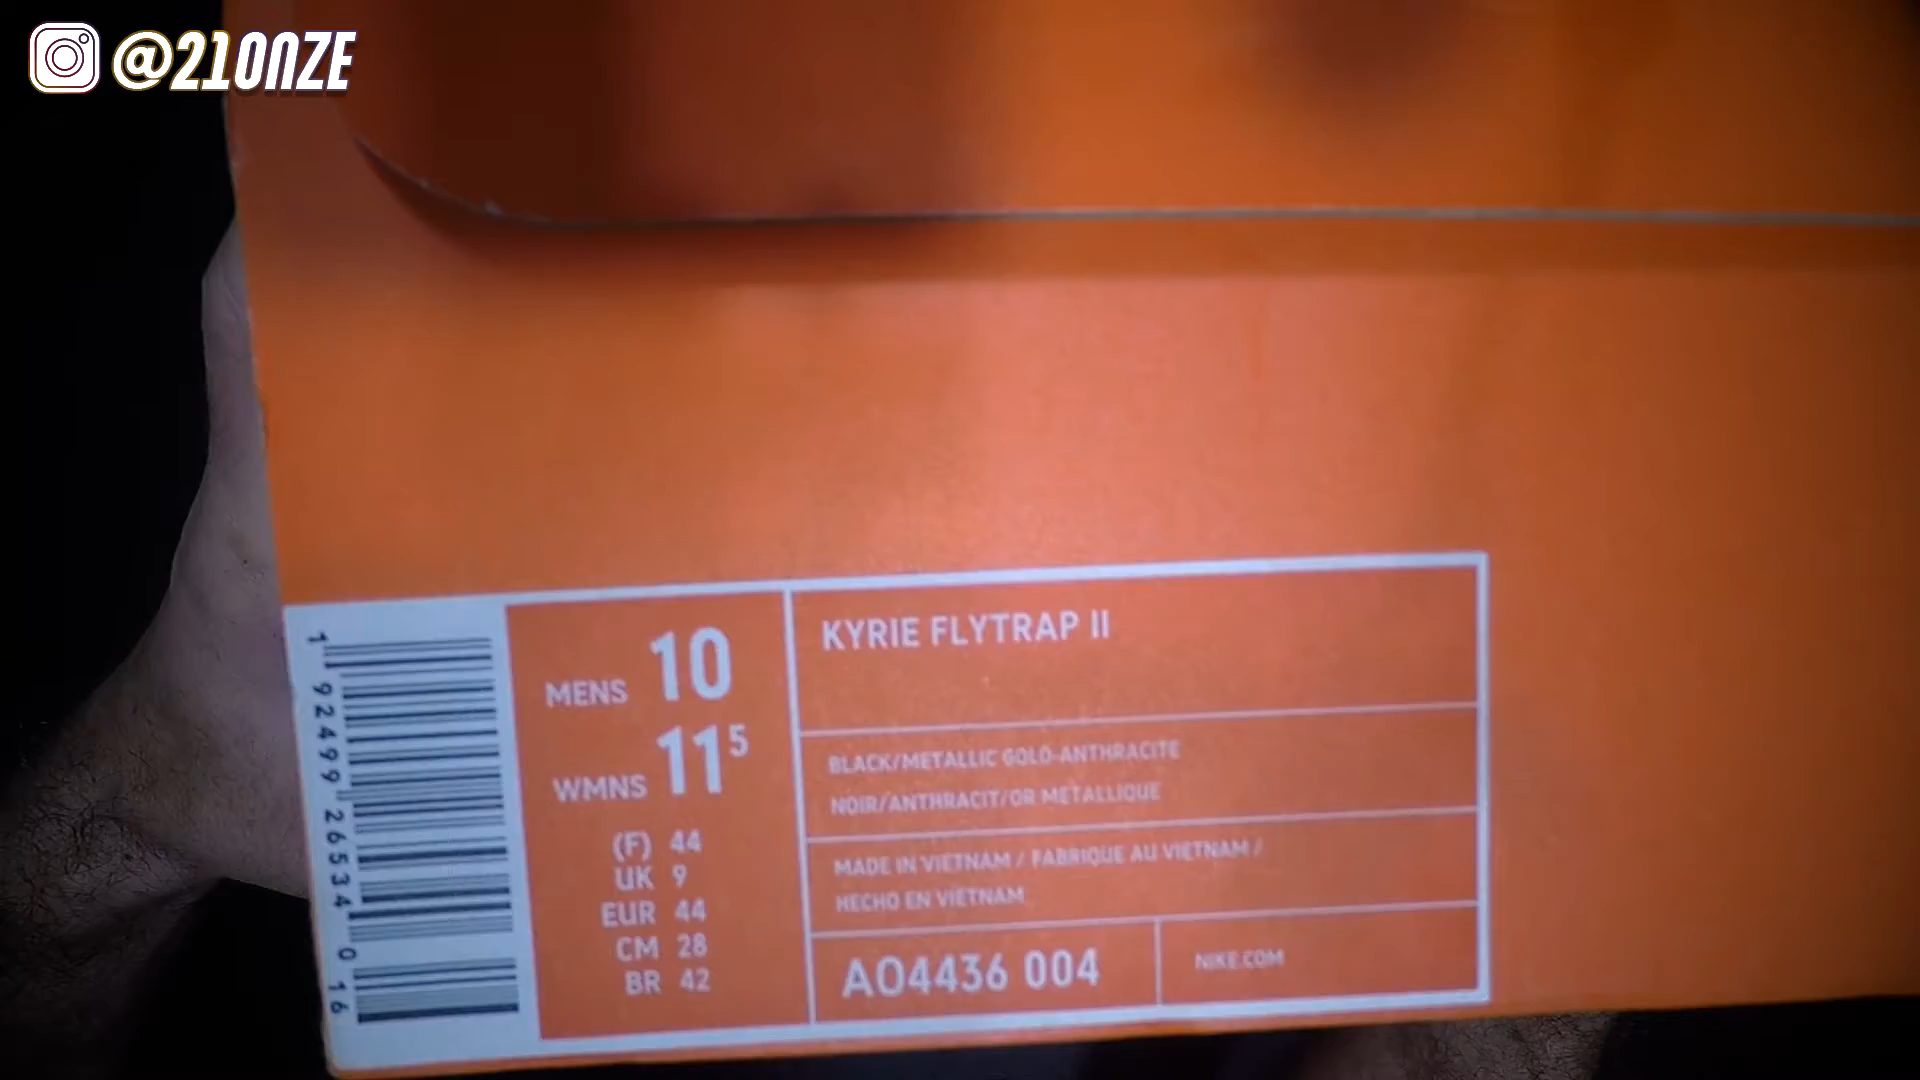 @21ONZE
KYRIE FLYTRAP II
MENS 10
WMNS 11⁵
(F) 44
UK 9
EUR 44
CM 28
BR 42
BLACK/METALLIC GOLD-ANTHRACITE
NOIR/ANTHRACIT/OR METALLIQUE
MADE IN VIETNAM / FABRIQUE AU VIETNAM /
HECHO EN VIETNAM
AO4436 004
NIKE.COM
1 92499 26534 0 16